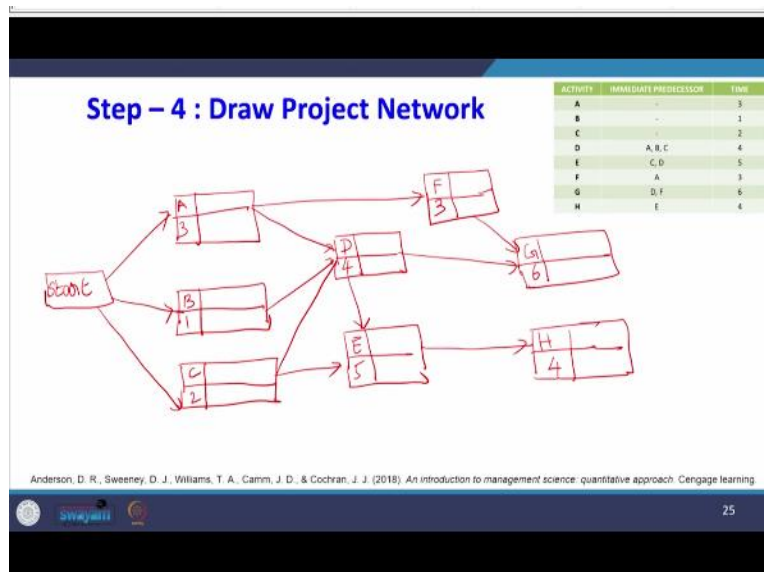 Step – 4 : Draw Project Network
ACTIVITY IMMEDIATE PREDECESSOR TIME
A - 3
B - 1
C - 2
D A, B, C 4
E C, D 5
F A 3
G D, F 6
H E 4
Start
A
3
B
1
C
2
D
4
E
5
F
3
G
6
H
4
Anderson, D. R., Sweeney, D. J., Williams, T. A., Camm, J. D., & Cochran, J. J. (2018). An introduction to management science: quantitative approach. Cengage learning.
swayam
25